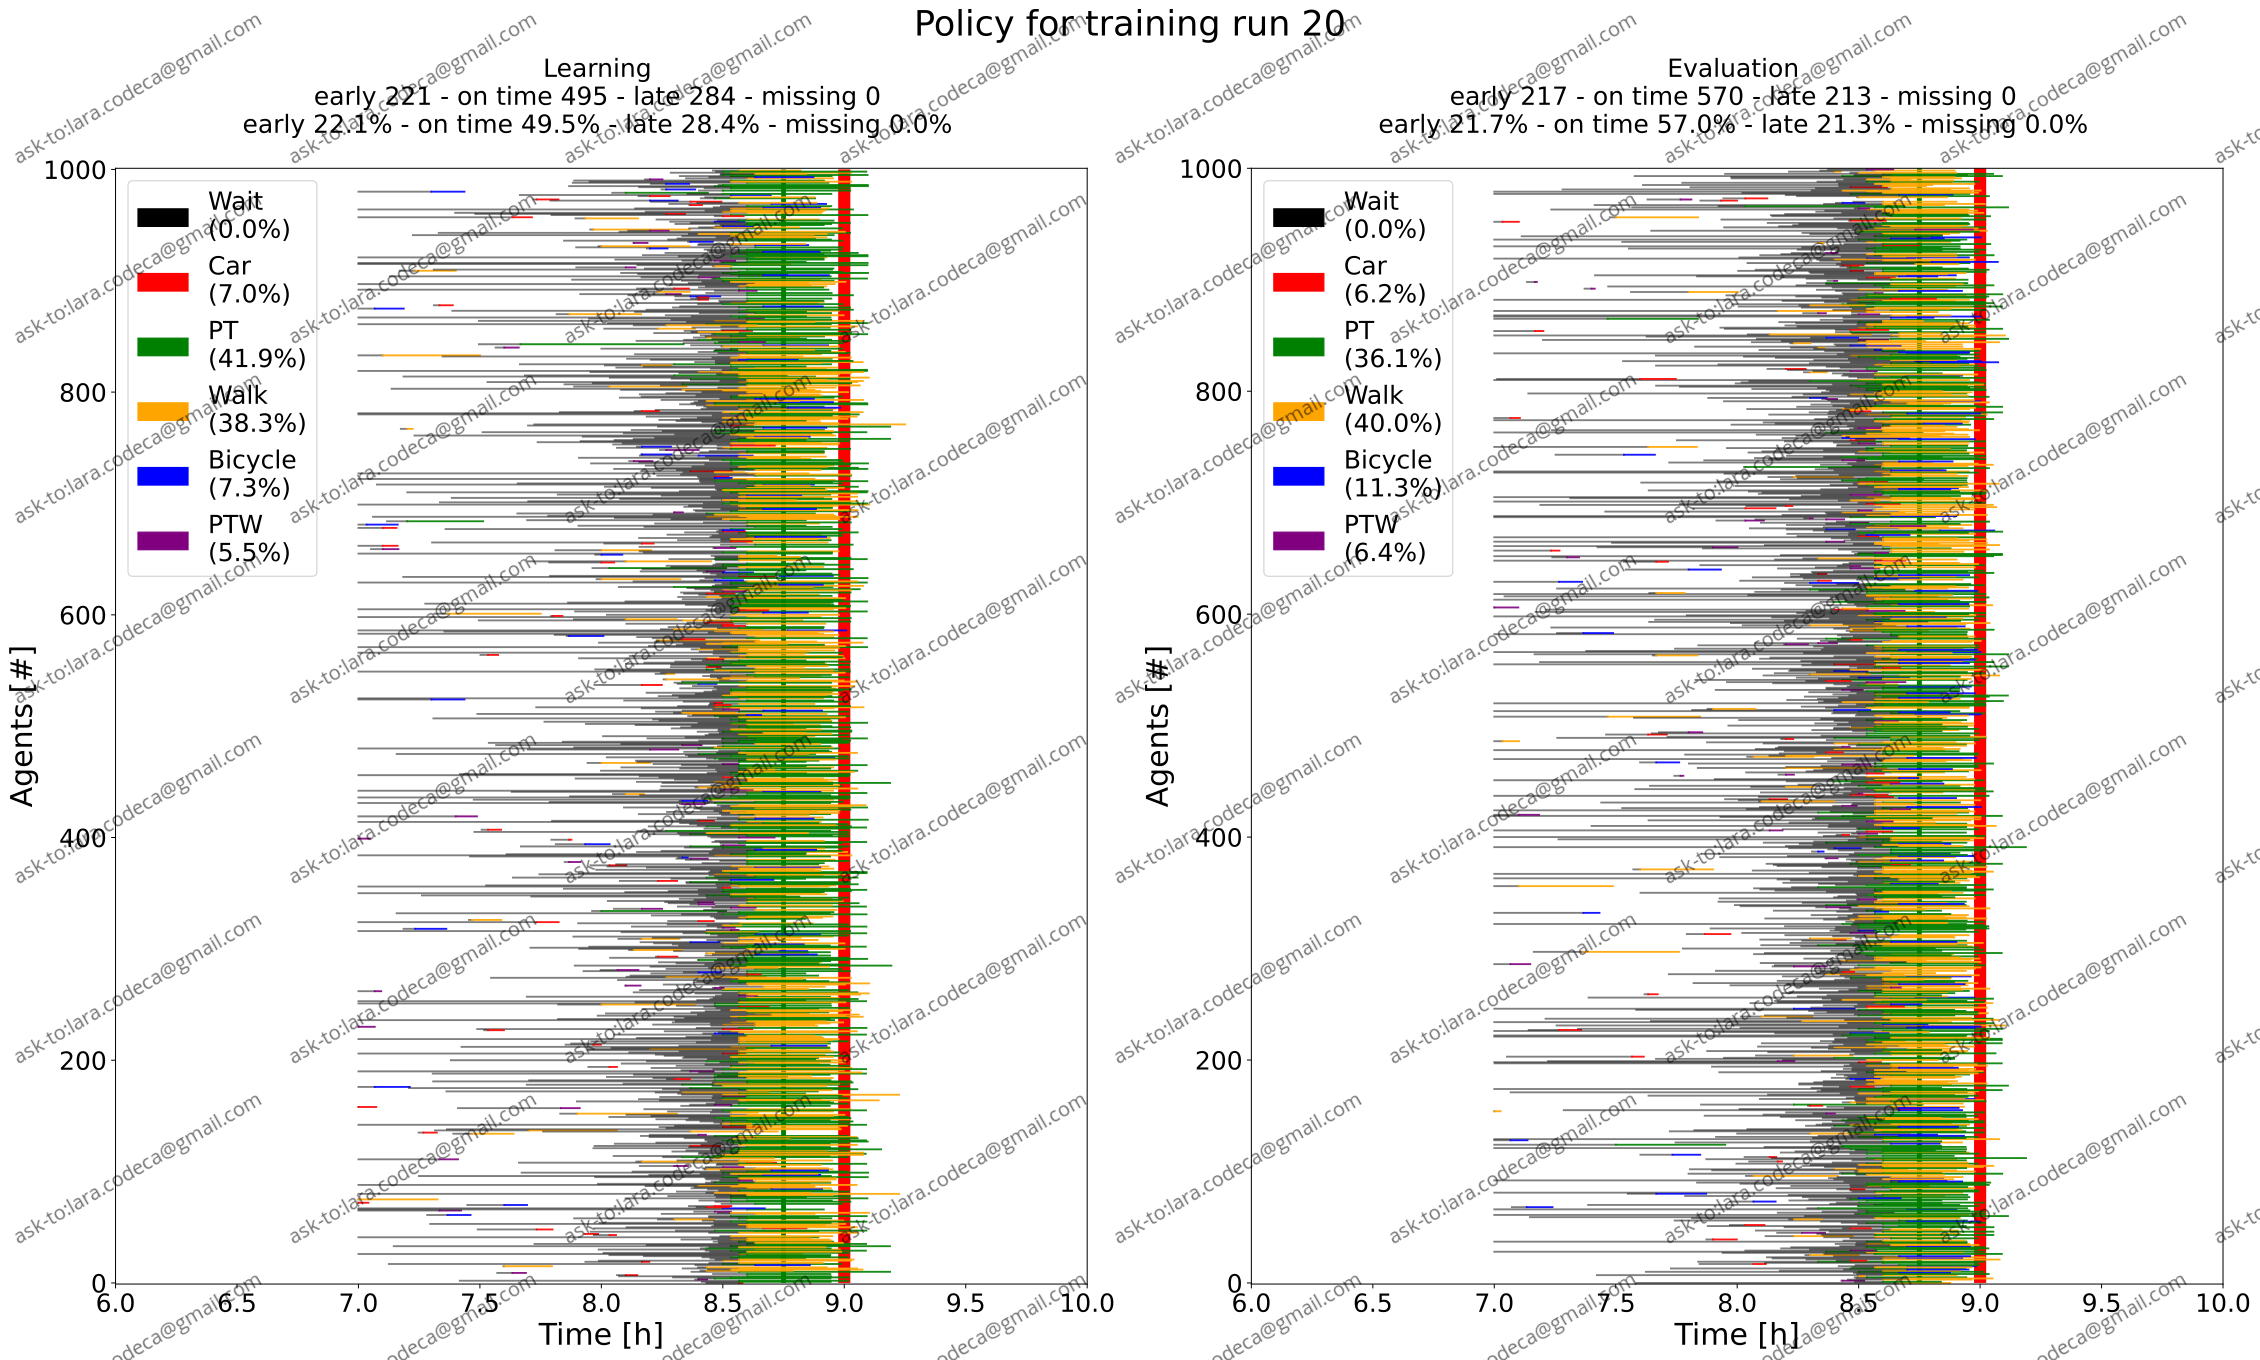 Policy for training run 20
Learning
early 221 - on time 495 - late 284 - missing 0
early 22.1% - on time 49.5% - late 28.4% - missing 0.0%
1000
800
600
400
200
0
Agents [#]
Wait
(0.0%)
Car
(7.0%)
PT
(41.9%)
Walk
(38.3%)
Bicycle
(7.3%)
PTW
(5.5%)
6.0 6.5 7.0 7.5 8.0 8.5 9.0 9.5 10.0
Time [h]
Evaluation
early 217 - on time 570 - late 213 - missing 0
early 21.7% - on time 57.0% - late 21.3% - missing 0.0%
1000
800
600
400
200
0
Agents [#]
Wait
(0.0%)
Car
(6.2%)
PT
(36.1%)
Walk
(40.0%)
Bicycle
(11.3%)
PTW
(6.4%)
6.0 6.5 7.0 7.5 8.0 8.5 9.0 9.5 10.0
Time [h]
ask-to:lara.codeca@gmail.com